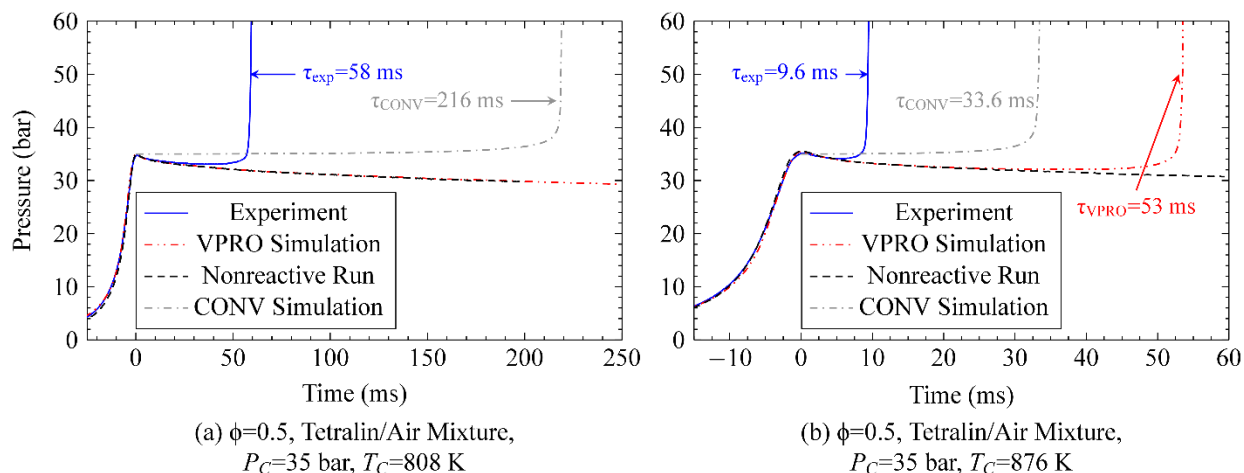 60
50
40
30
20
10
0
Pressure (bar)
τexp=58 ms
τCONV=216 ms
Experiment
VPRO Simulation
Nonreactive Run
CONV Simulation
0 50 100 150 200 250
Time (ms)
(a) ϕ=0.5, Tetralin/Air Mixture,
PC=35 bar, TC=808 K
60
50
40
30
20
10
0
τexp=9.6 ms
τCONV=33.6 ms
τVPRO=53 ms
Experiment
VPRO Simulation
Nonreactive Run
CONV Simulation
−10 0 10 20 30 40 50 60
Time (ms)
(b) ϕ=0.5, Tetralin/Air Mixture,
PC=35 bar, TC=876 K